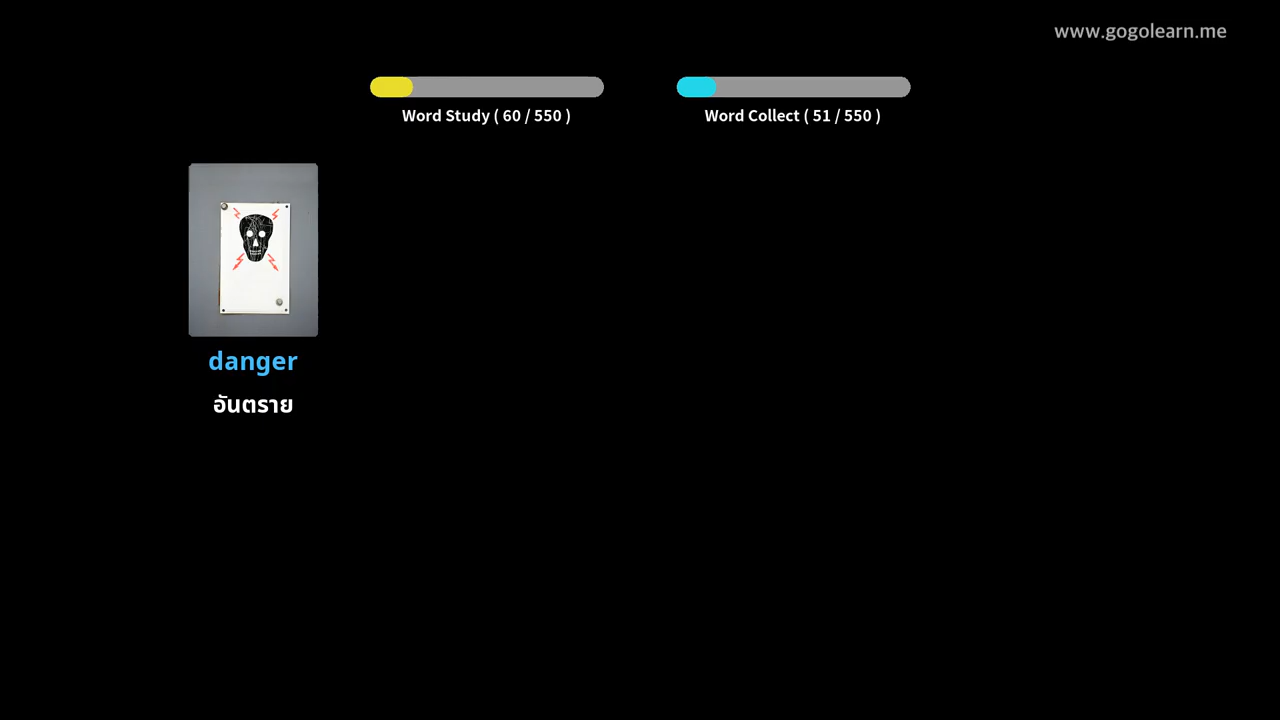 www.gogolearn.me
Word Study ( 60 / 550 )
Word Collect ( 51 / 550 )
danger
อันตราย